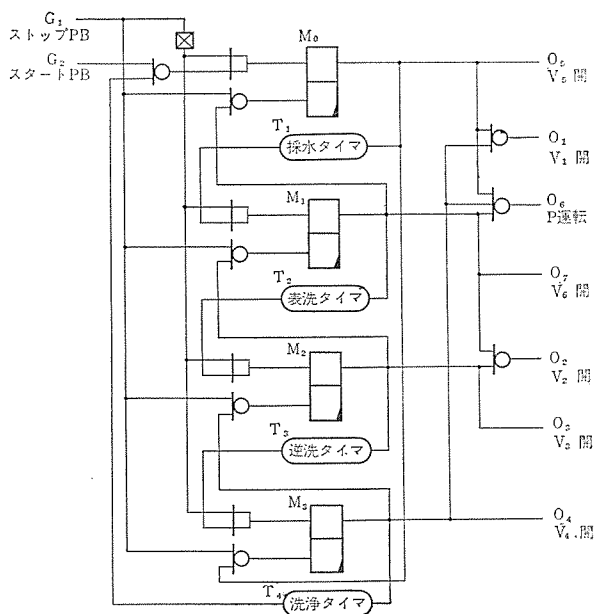 G₁
ストップPB
G₂
スタートPB
M₀
O₅
V₅ 開
T₁
採水タイマ
O₁
V₁ 開
M₁
O₆
P運転
T₂
表洗タイマ
O₇
V₆ 開
M₂
O₂
V₂ 開
T₃
逆洗タイマ
O₃
V₃ 開
M₃
O₄
V₄.開
T₄
洗浄タイマ